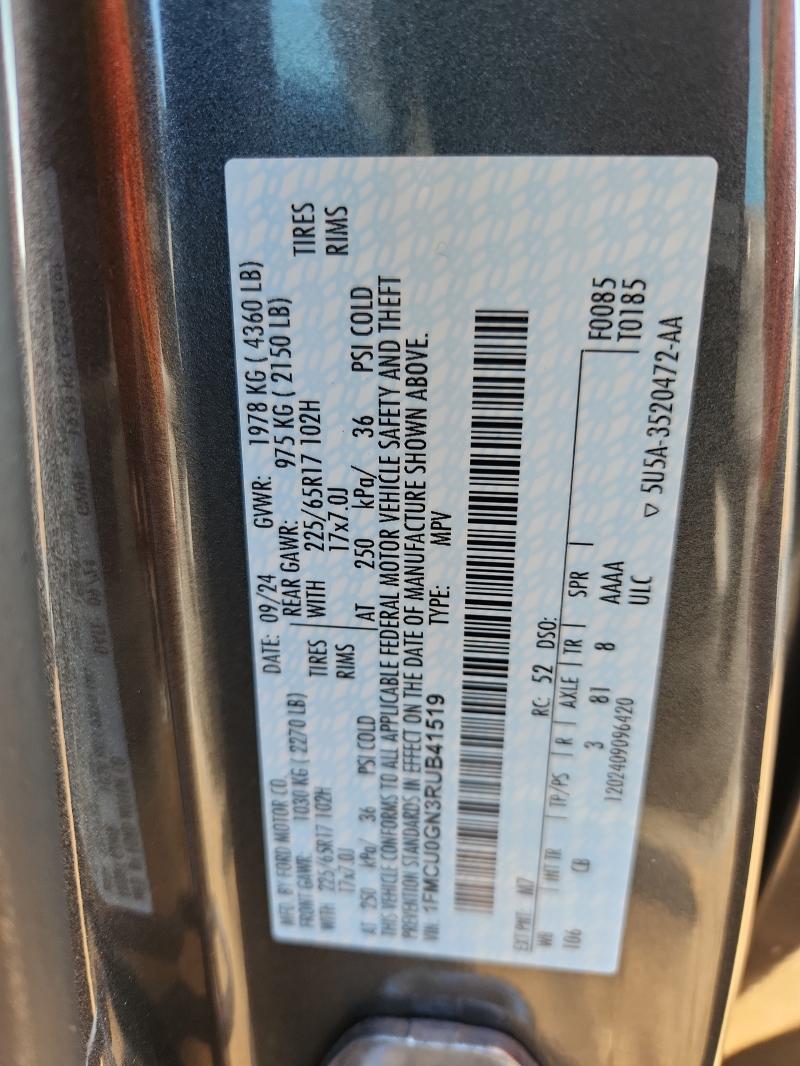 MFD. BY FORD MOTOR CO. DATE: 09/24 GVWR: 1978 KG ( 4360 LB)
FRONT GAWR: 1030 KG ( 2270 LB) REAR GAWR: 975 KG ( 2150 LB)
WITH 225/65R17 102H TIRES WITH 225/65R17 102H TIRES
17x7.0J RIMS 17x7.0J RIMS
AT 250 kPa/ 36 PSI COLD AT 250 kPa/ 36 PSI COLD
THIS VEHICLE CONFORMS TO ALL APPLICABLE FEDERAL MOTOR VEHICLE SAFETY AND THEFT
PREVENTION STANDARDS IN EFFECT ON THE DATE OF MANUFACTURE SHOWN ABOVE.
VIN: 1FMCU0GN3RUB41519 TYPE: MPV
EXT PNT: M7 RC: 52 DSO:
WB INT TR TP/PS R AXLE TR SPR F0085
106 CB 3 81 8 AAAA T0185
1202409096420 ULC
▽ 5U5A-3520472-AA